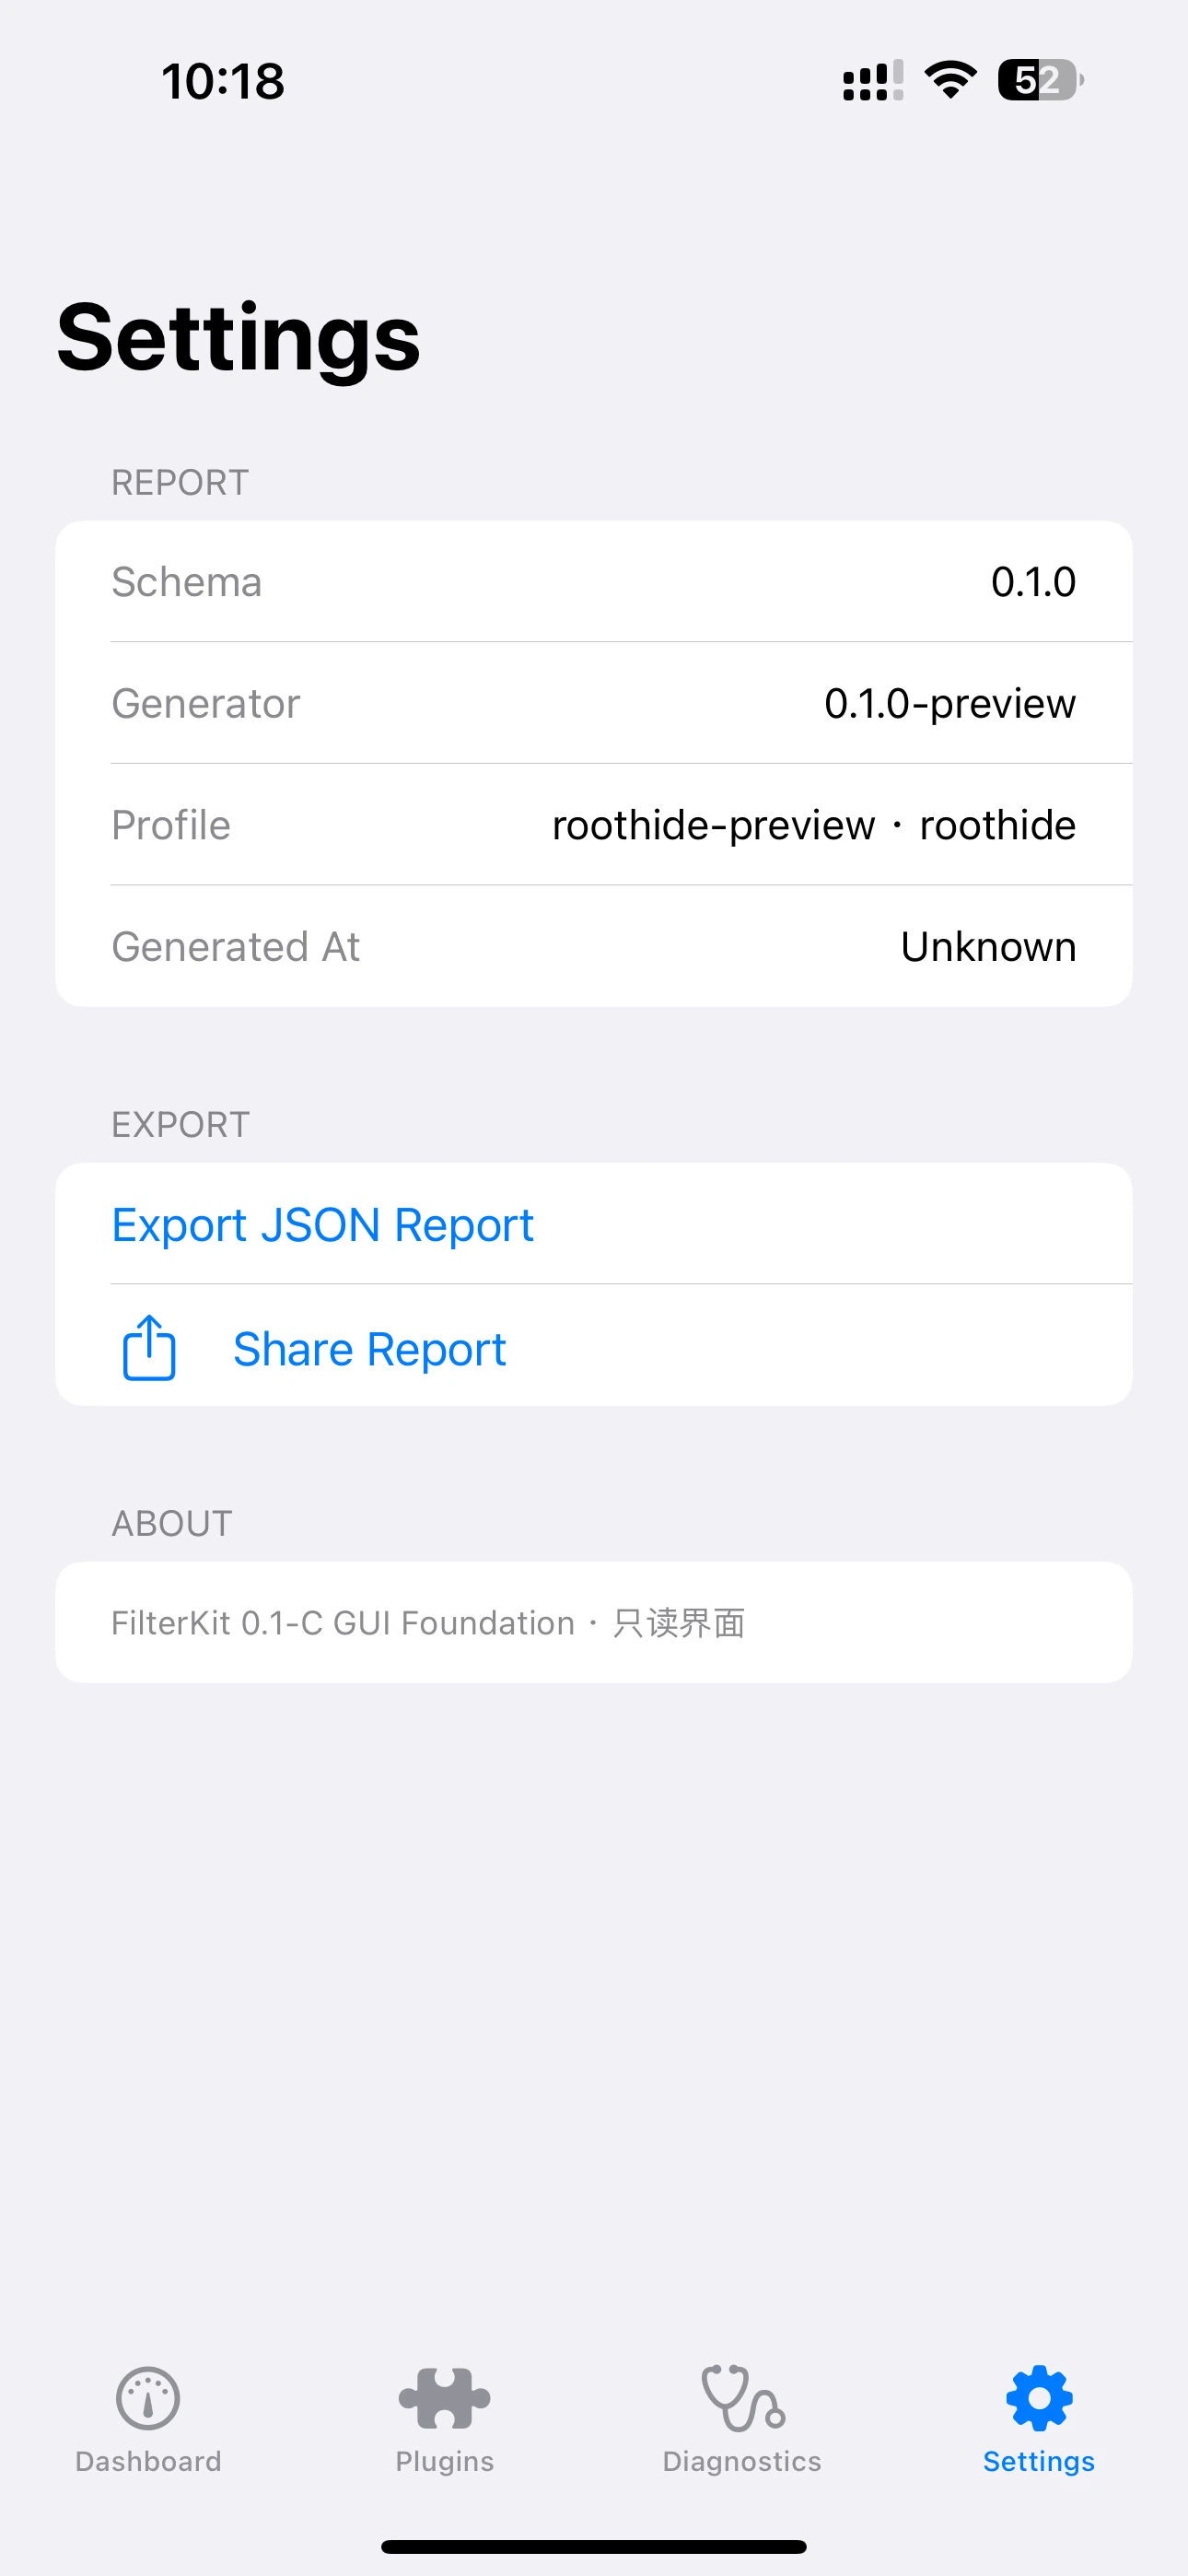 10:18
52
Settings
REPORT
Schema 0.1.0
Generator 0.1.0-preview
Profile roothide-preview · roothide
Generated At Unknown
EXPORT
Export JSON Report
Share Report
ABOUT
FilterKit 0.1-C GUI Foundation · 只读界面
Dashboard Plugins Diagnostics Settings